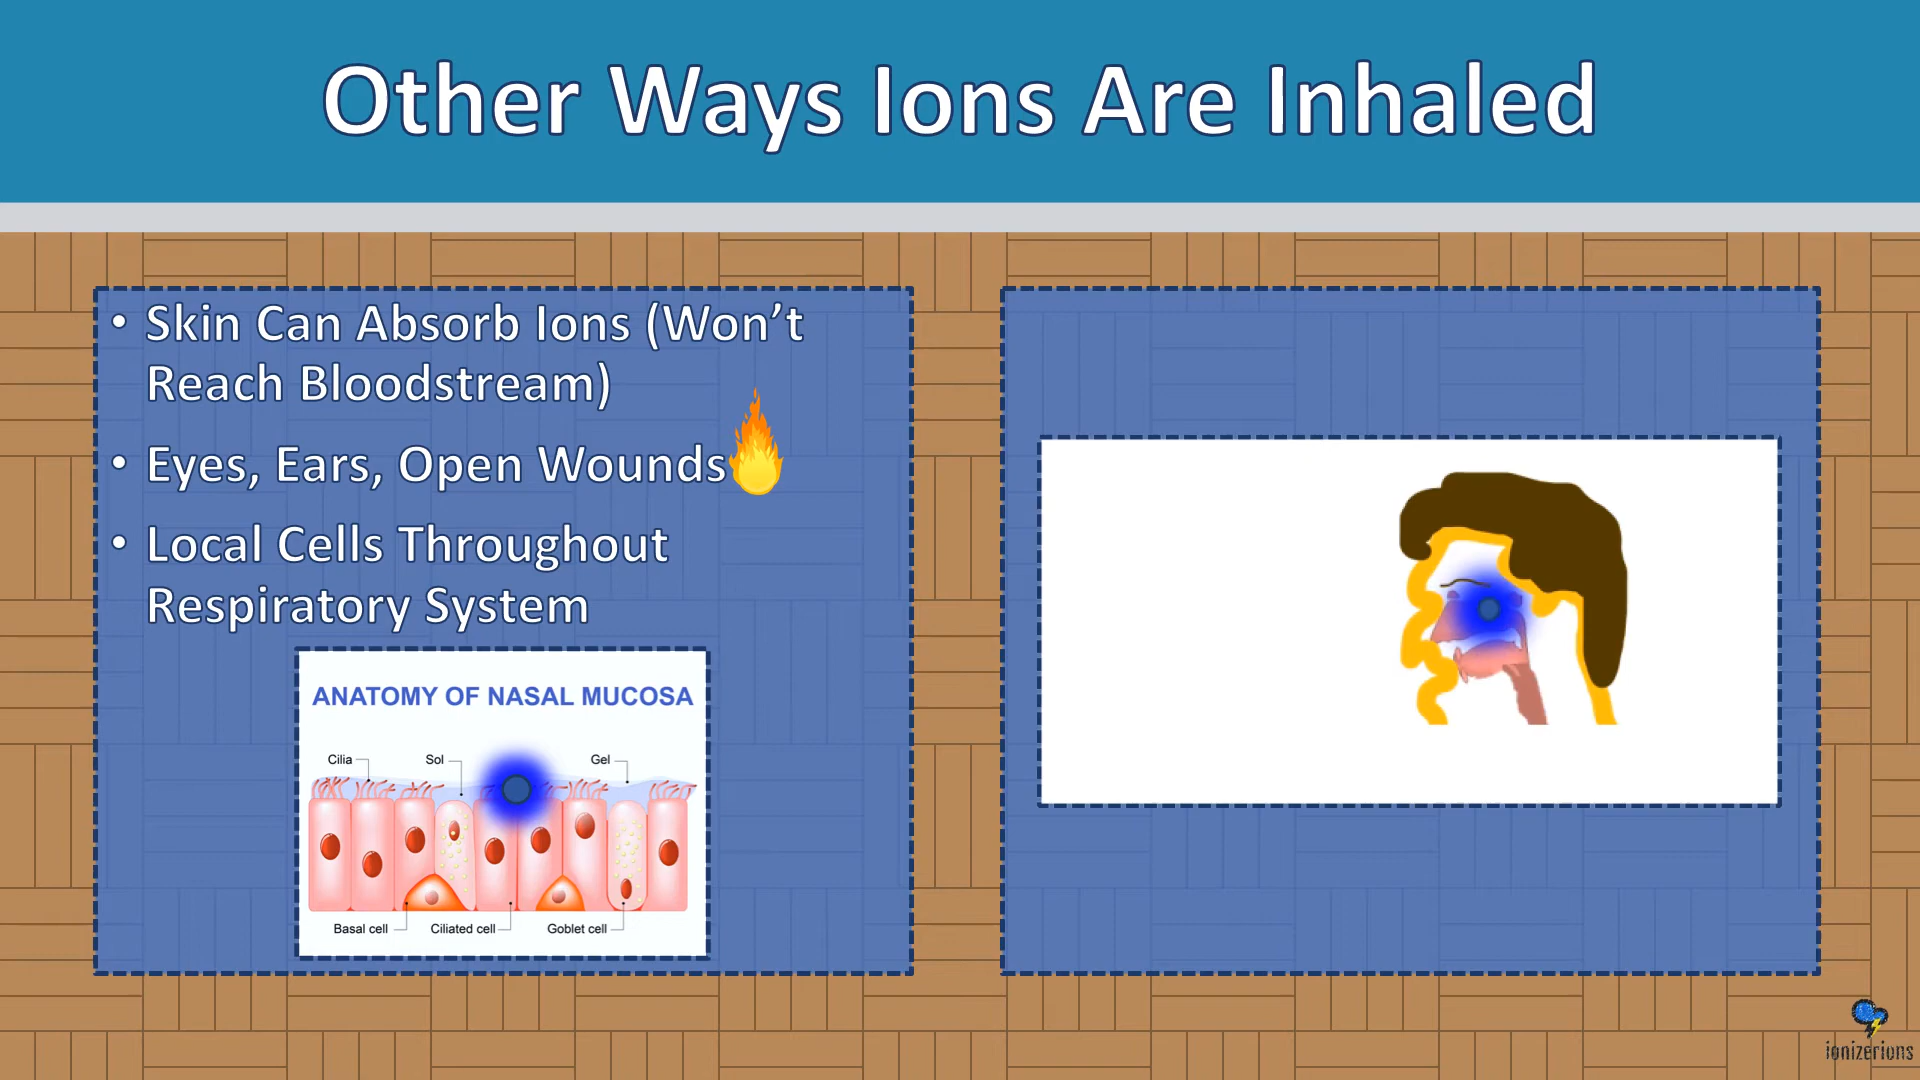 Other Ways Ions Are Inhaled
• Skin Can Absorb Ions (Won’t
Reach Bloodstream)
• Eyes, Ears, Open Wounds
• Local Cells Throughout
Respiratory System
ANATOMY OF NASAL MUCOSA
Cilia
Sol
Gel
Basal cell
Ciliated cell
Goblet cell
ionizerions